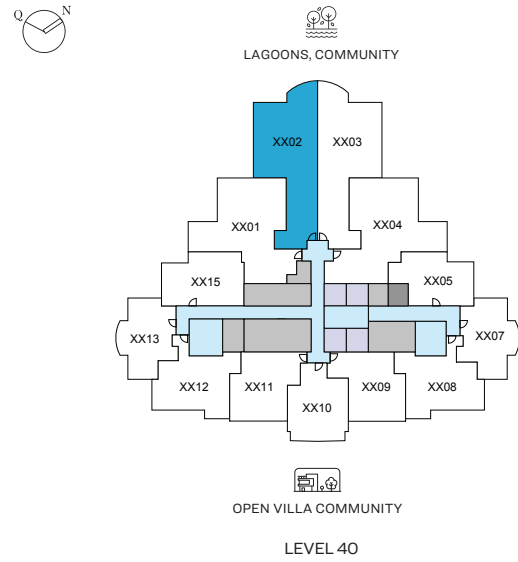 Q N
LAGOONS, COMMUNITY
XX02 XX03
XX01 XX04
XX15 XX05
XX13 XX07
XX12 XX11 XX09 XX08
XX10
OPEN VILLA COMMUNITY
LEVEL 40